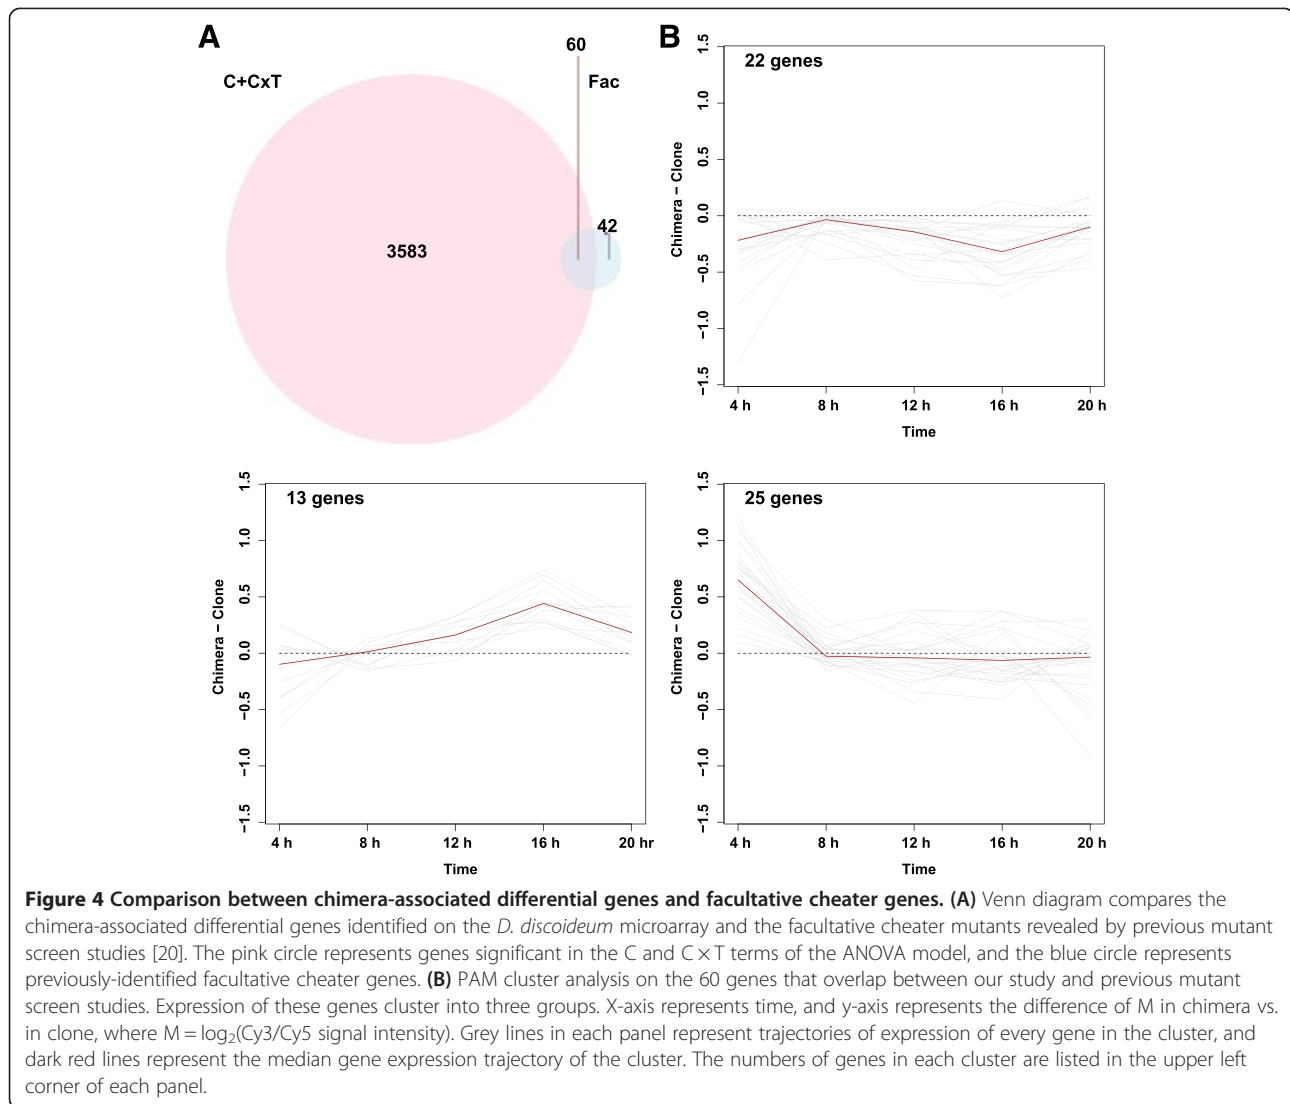 A
60
C+CxT
Fac
42
3583
B
22 genes
1.5
1.0
0.5
0.0
−0.5
−1.0
−1.5
Chimera − Clone
4 h 8 h 12 h 16 h 20 h
Time
13 genes
1.5
1.0
0.5
0.0
−0.5
−1.0
−1.5
Chimera − Clone
4 h 8 h 12 h 16 h 20 hr
Time
25 genes
1.5
1.0
0.5
0.0
−0.5
−1.0
−1.5
Chimera − Clone
4 h 8 h 12 h 16 h 20 h
Time
Figure 4 Comparison between chimera-associated differential genes and facultative cheater genes. (A) Venn diagram compares the
chimera-associated differential genes identified on the D. discoideum microarray and the facultative cheater mutants revealed by previous mutant
screen studies [20]. The pink circle represents genes significant in the C and C × T terms of the ANOVA model, and the blue circle represents
previously-identified facultative cheater genes. (B) PAM cluster analysis on the 60 genes that overlap between our study and previous mutant
screen studies. Expression of these genes cluster into three groups. X-axis represents time, and y-axis represents the difference of M in chimera vs.
in clone, where M = log₂(Cy3/Cy5 signal intensity). Grey lines in each panel represent trajectories of expression of every gene in the cluster, and
dark red lines represent the median gene expression trajectory of the cluster. The numbers of genes in each cluster are listed in the upper left
corner of each panel.